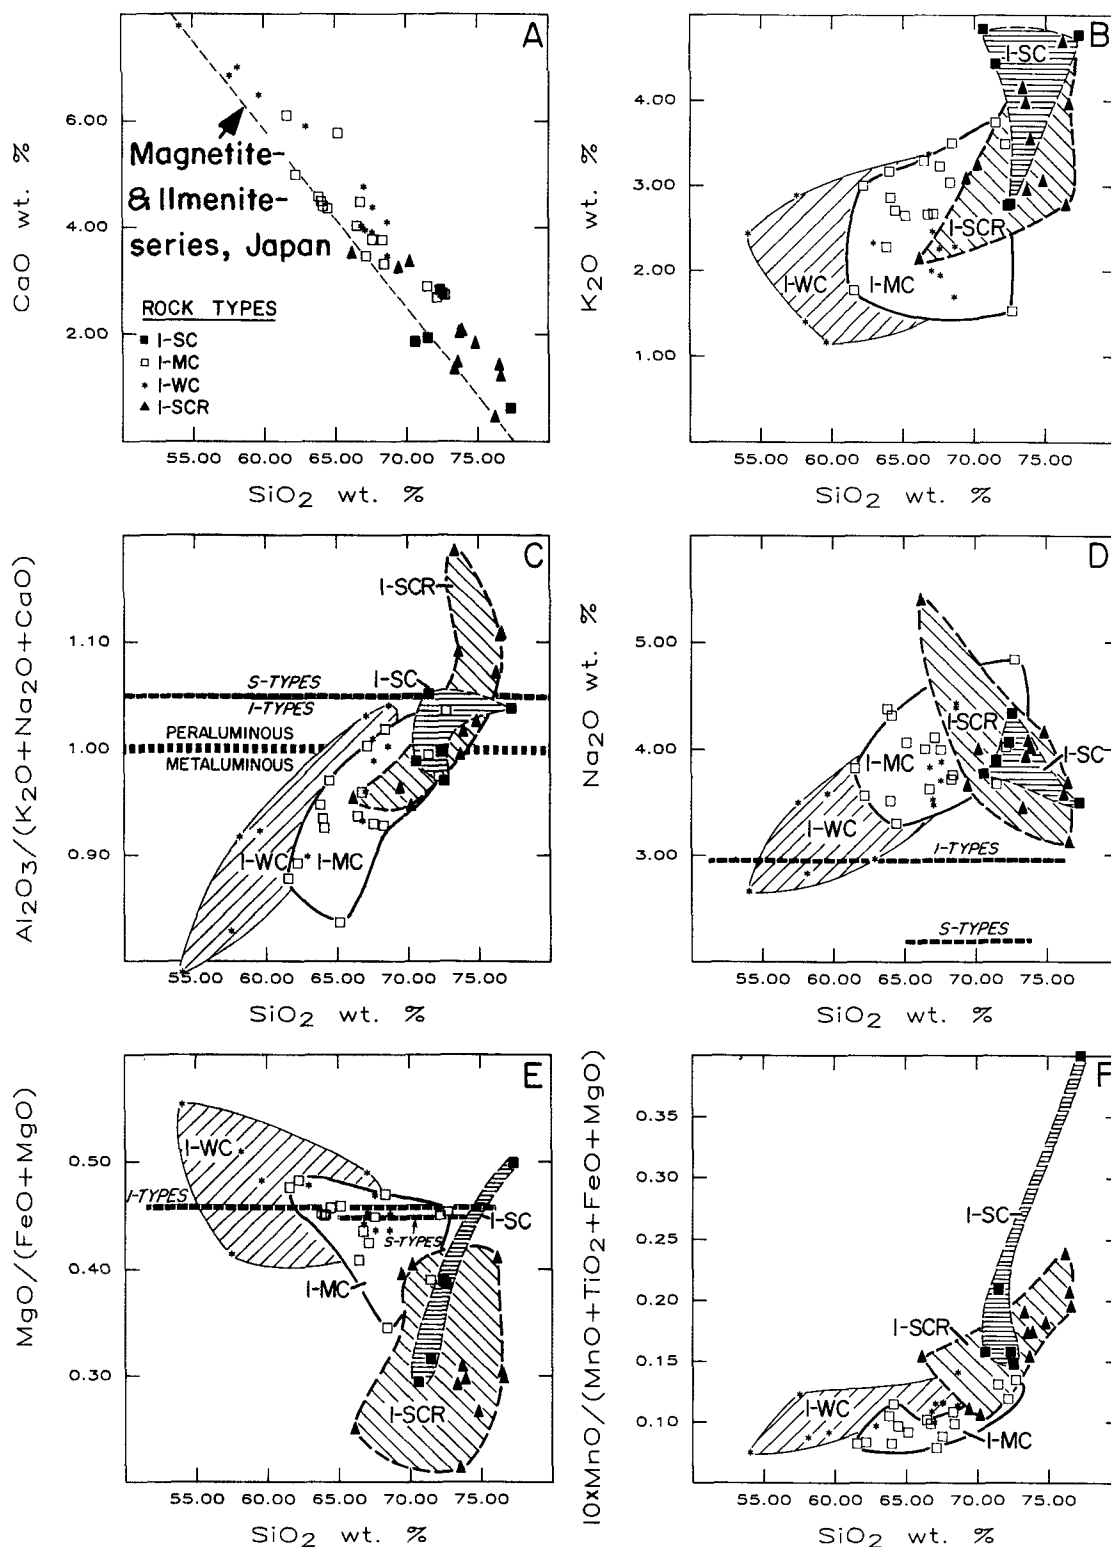 A
CaO wt. %
6.00
4.00
2.00
Magnetite-
& Ilmenite-
series, Japan
ROCK TYPES
■ I-SC
□ I-MC
* I-WC
▲ I-SCR
55.00 60.00 65.00 70.00 75.00
SiO2 wt. %
B
K2O wt. %
4.00
3.00
2.00
1.00
I-SC
I-SCR
I-WC
I-MC
55.00 60.00 65.00 70.00 75.00
SiO2 wt. %
C
Al2O3/(K2O+Na2O+CaO)
1.10
1.00
0.90
I-SCR
I-SC
S-TYPES
I-TYPES
PERALUMINOUS
METALUMINOUS
I-WC
I-MC
55.00 60.00 65.00 70.00 75.00
SiO2 wt. %
D
Na2O wt. %
5.00
4.00
3.00
I-SCR
I-SC
I-MC
I-WC
I-TYPES
S-TYPES
55.00 60.00 65.00 70.00 75.00
SiO2 wt. %
E
MgO/(FeO+MgO)
0.50
0.40
0.30
I-WC
I-TYPES
I-SC
S-TYPES
I-MC
I-SCR
55.00 60.00 65.00 70.00 75.00
SiO2 wt. %
F
10xMnO/(MnO+TiO2+FeO+MgO)
0.35
0.30
0.25
0.20
0.15
0.10
I-SC
I-SCR
I-WC
I-MC
55.00 60.00 65.00 70.00 75.00
SiO2 wt. %